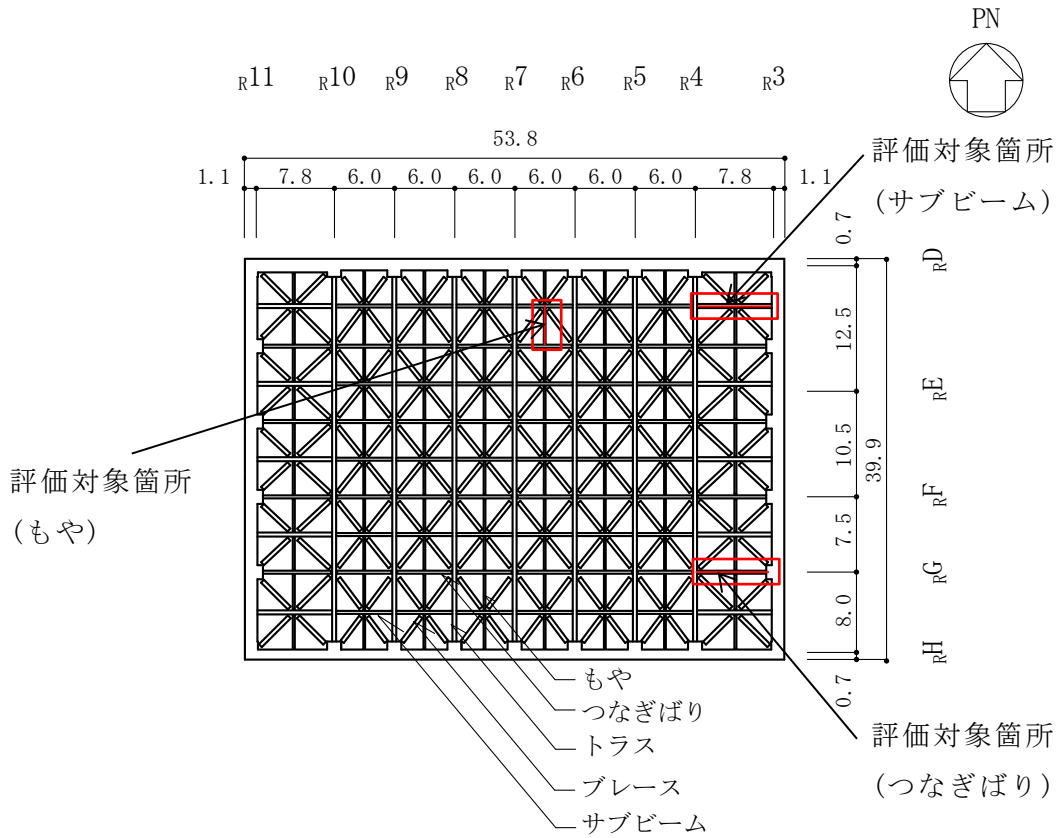 PN
R11 R10 R9 R8 R7 R6 R5 R4 R3
53.8
1.1 7.8 6.0 6.0 6.0 6.0 6.0 6.0 7.8 1.1
評価対象箇所
(サブビーム)
0.7
12.5
10.5
7.5
8.0
0.7
39.9
RD
RE
RF
RG
RH
評価対象箇所
(もや)
もや
つなぎばり
トラス
ブレース
サブビーム
評価対象箇所
(つなぎばり)